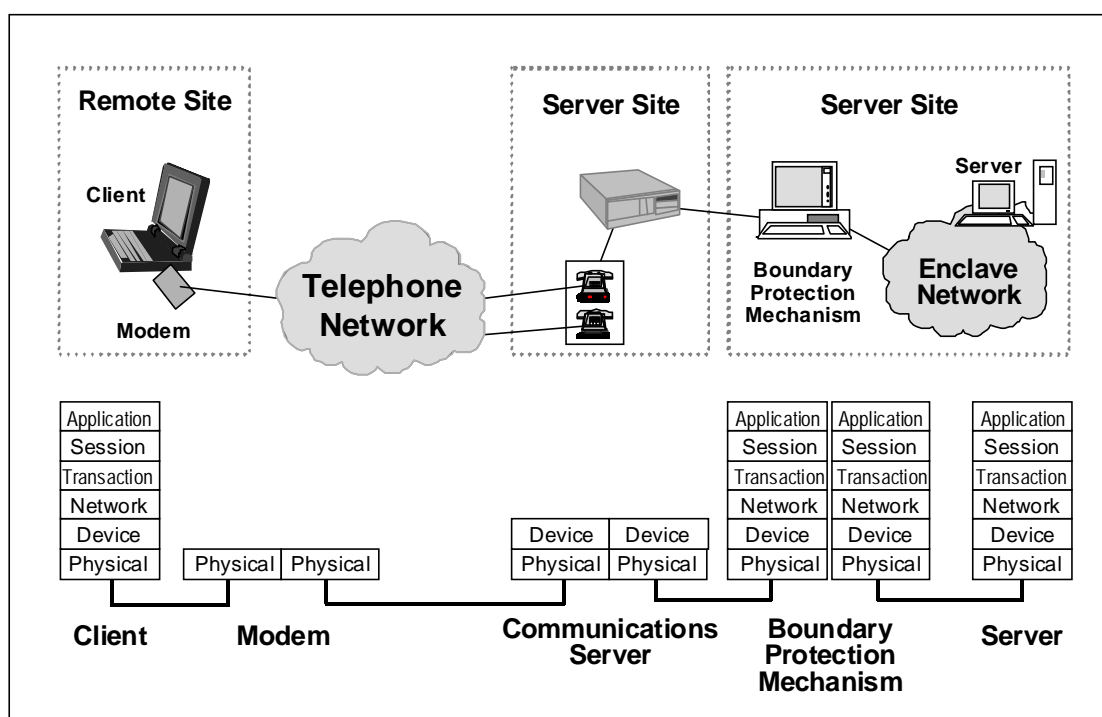 Remote Site
Client
Modem
Telephone
Network
Server Site
Server Site
Server
Boundary
Protection
Mechanism
Enclave
Network
Application
Session
Transaction
Network
Device
Physical
Physical
Physical
Device
Device
Physical
Physical
Application
Session
Transaction
Network
Device
Physical
Application
Session
Transaction
Network
Device
Physical
Application
Session
Transaction
Network
Device
Physical
Client
Modem
Communications
Server
Boundary
Protection
Mechanism
Server